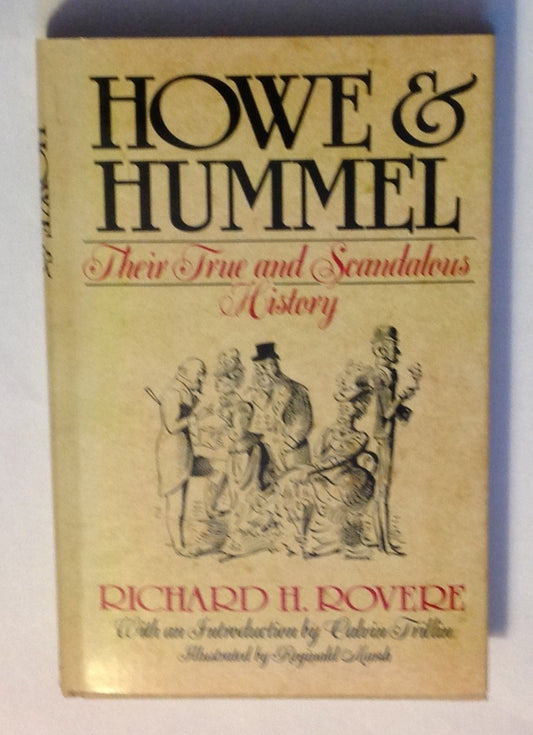 HOWE &
HUMMEL
Their True and Scandalous
History
RICHARD H. ROVERE
With an Introduction by Calvin Trillin
Illustrated by Reginald Marsh
HOWE &